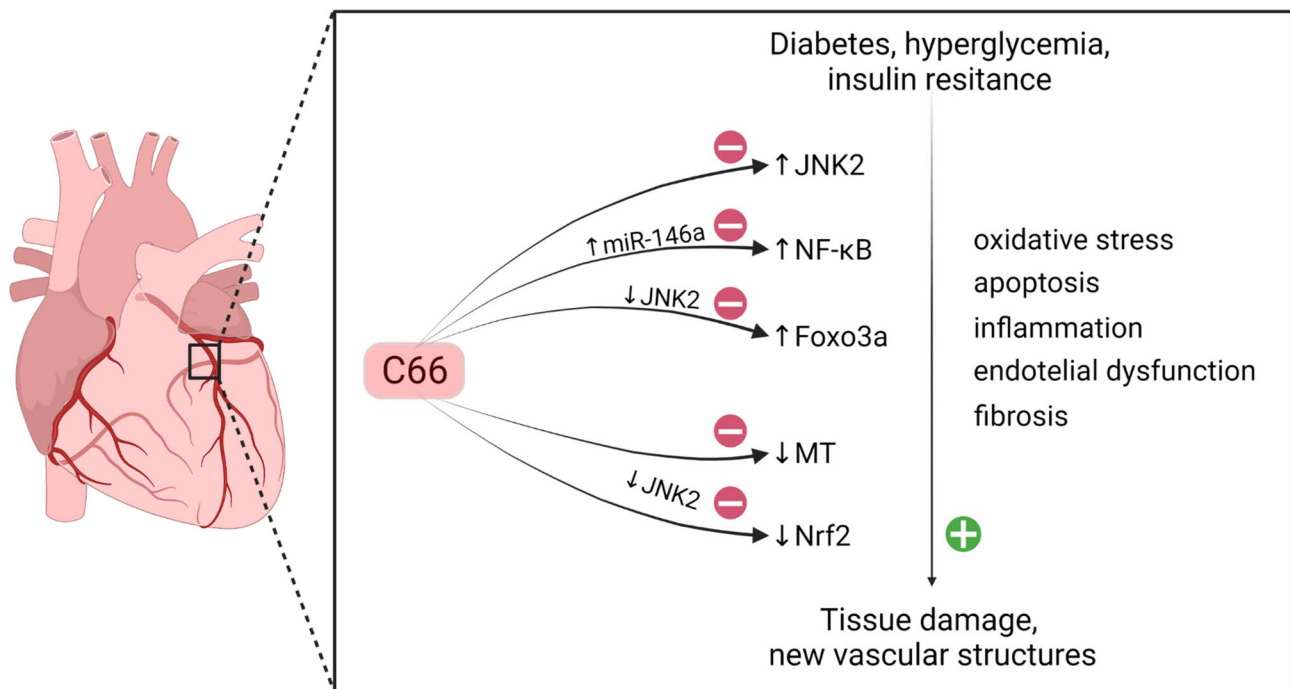 Diabetes, hyperglycemia,
insulin resitance
↑JNK2
↑miR-146a
↑NF-κB
↓JNK2
↑Foxo3a
C66
↓MT
↓JNK2
↓Nrf2
oxidative stress
apoptosis
inflammation
endotelial dysfunction
fibrosis
Tissue damage,
new vascular structures